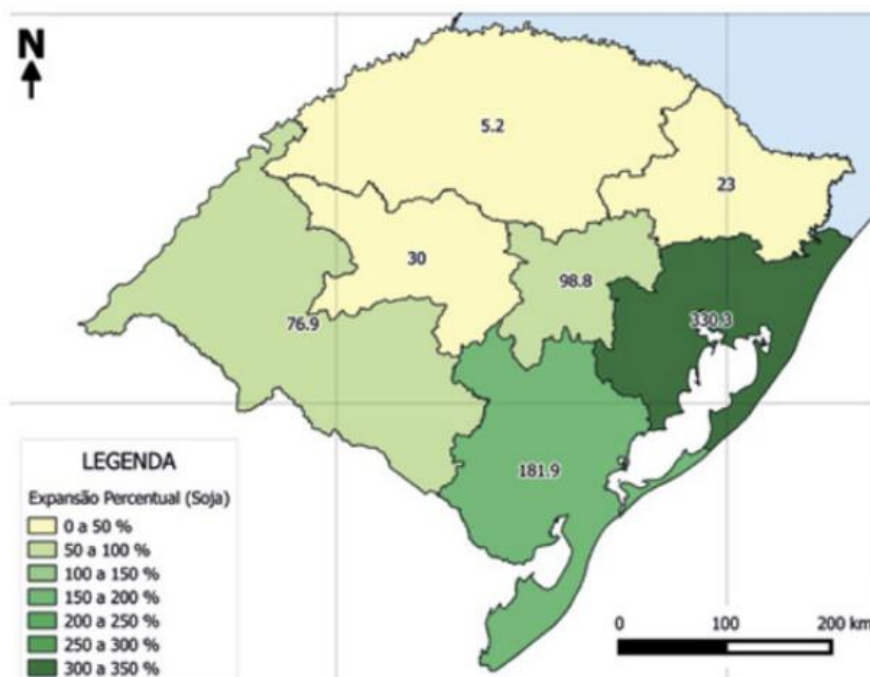 N
5.2
23
30
98.8
76.9
330.3
181.9
LEGENDA
Expansão Percentual (Soja)
0 a 50 %
50 a 100 %
100 a 150 %
150 a 200 %
200 a 250 %
250 a 300 %
300 a 350 %
0 100 200 km